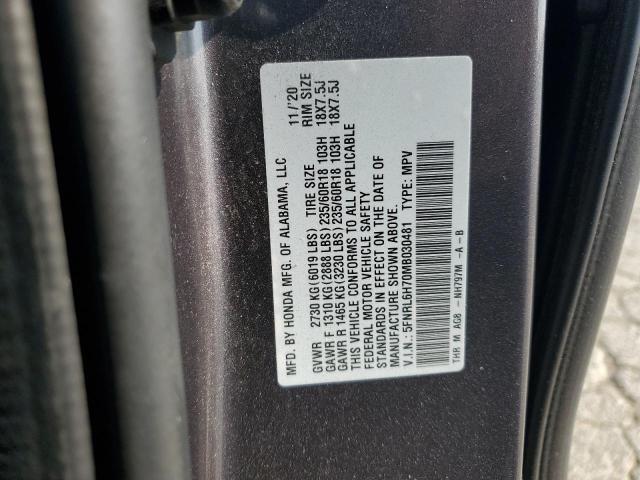 MFD. BY HONDA MFG. OF ALABAMA, LLC 11/'20
GVWR 2730 KG(6019 LBS) TIRE SIZE RIM SIZE
GAWR F 1310 KG(2888 LBS)235/60R18 103H 18X7.5J
GAWR R 1465 KG(3230 LBS)235/60R18 103H 18X7.5J
THIS VEHICLE CONFORMS TO ALL APPLICABLE
FEDERAL MOTOR VEHICLE SAFETY
STANDARDS IN EFFECT ON THE DATE OF
MANUFACTURE SHOWN ABOVE.
V.I.N.: 5FNRL6H70MB030481 TYPE: MPV
THR M AG8 -NH797M -A-B